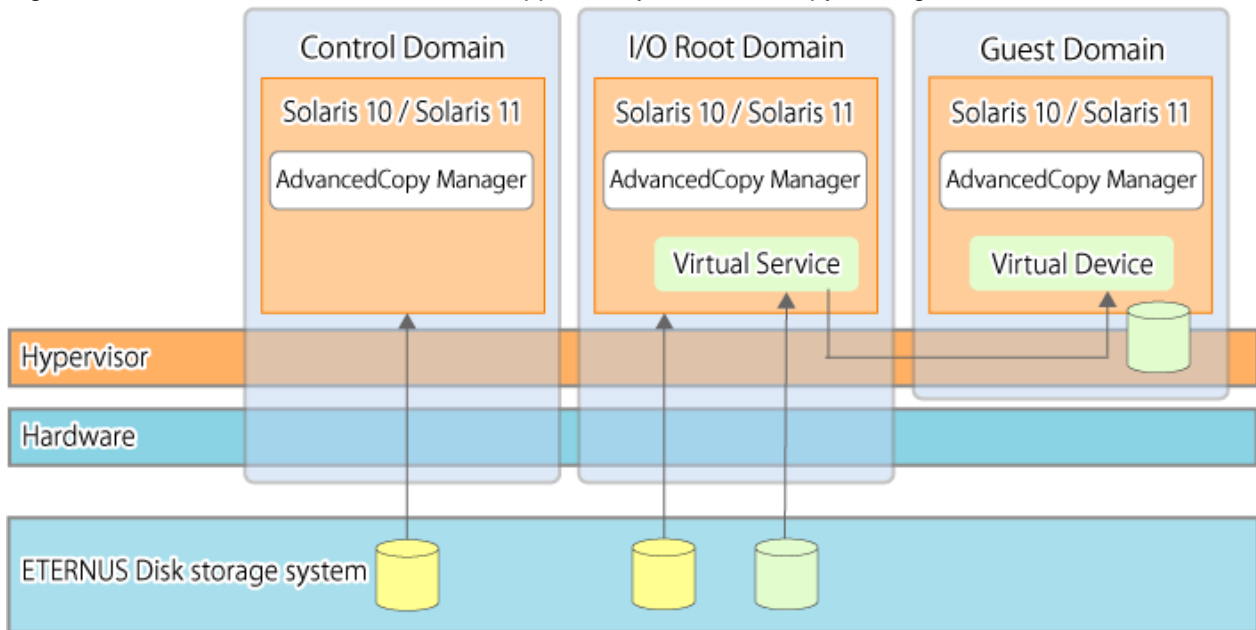 Control Domain
I/O Root Domain
Guest Domain
Solaris 10 / Solaris 11
Solaris 10 / Solaris 11
Solaris 10 / Solaris 11
AdvancedCopy Manager
AdvancedCopy Manager
AdvancedCopy Manager
Virtual Service
Virtual Device
Hypervisor
Hardware
ETERNUS Disk storage system